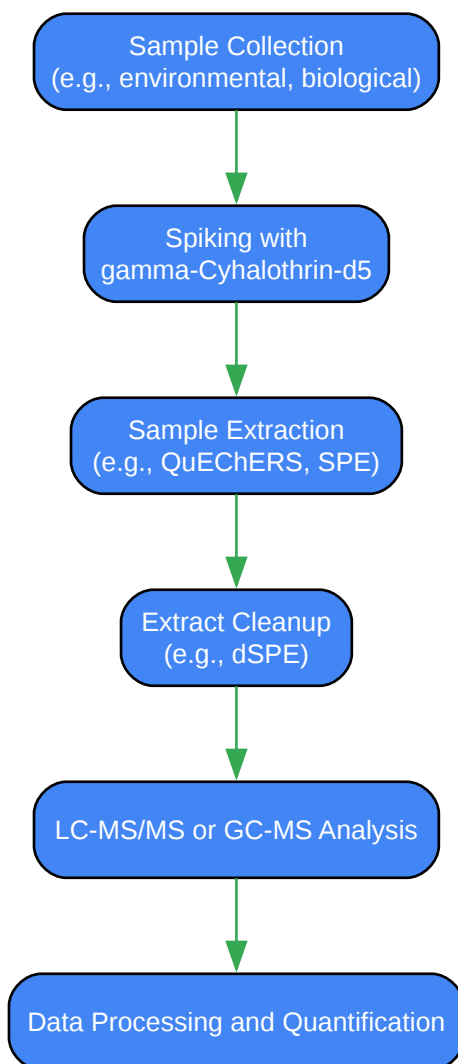 Sample Collection
(e.g., environmental, biological)
Spiking with
gamma-Cyhalothrin-d5
Sample Extraction
(e.g., QuEChERS, SPE)
Extract Cleanup
(e.g., dSPE)
LC-MS/MS or GC-MS Analysis
Data Processing and Quantification